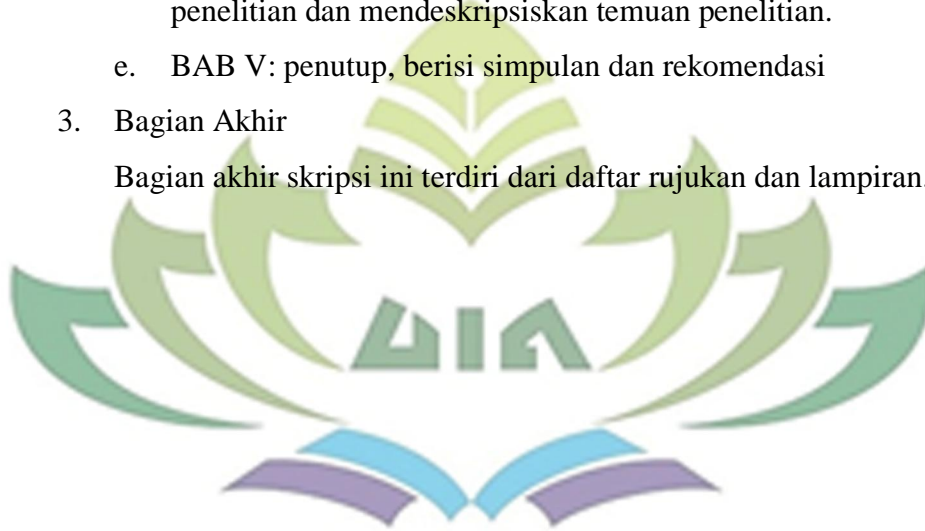 penelitian dan mendeskripsiskan temuan penelitian.
e. BAB V: penutup, berisi simpulan dan rekomendasi
3. Bagian Akhir
Bagian akhir skripsi ini terdiri dari daftar rujukan dan lampiran.
UIN